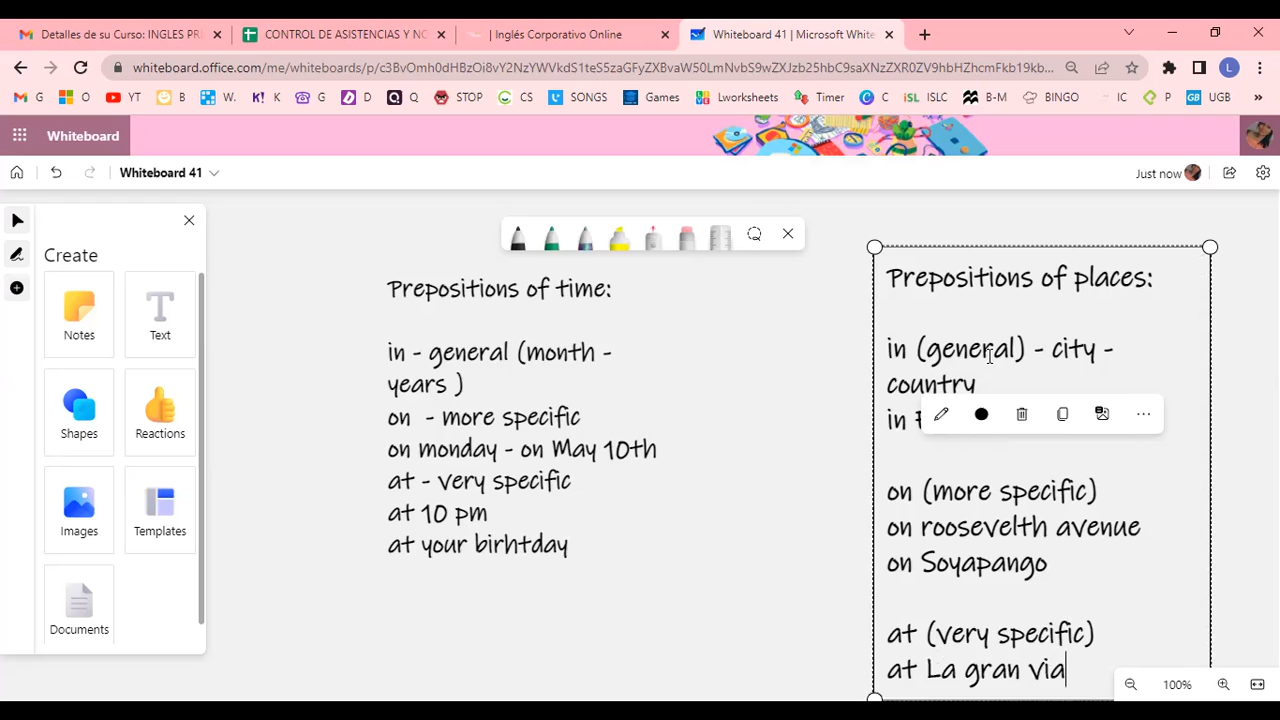 Detalles de su Curso: INGLES PRI
CONTROL DE ASISTENCIAS Y NO
| Inglés Corporativo Online
Whiteboard 41 | Microsoft White
whiteboard.office.com/me/whiteboards/p/
G
O
YT
B
W.
K!
G
D
Q
STOP
CS
SONGS
Games
Lworksheets
Timer
C
ISLC
B-M
BINGO
IC
P
UGB
Whiteboard
Whiteboard 41
Just now
Create
Notes
Text
Shapes
Reactions
Images
Templates
Documents
Prepositions of time:
in - general (month -
years )
on - more specific
on monday - on May 10th
at - very specific
at 10 pm
at your birhtday
Prepositions of places:
in (general) - city -
country
in
on (more specific)
on roosevelth avenue
on Soyapango
at (very specific)
at La gran via
100%